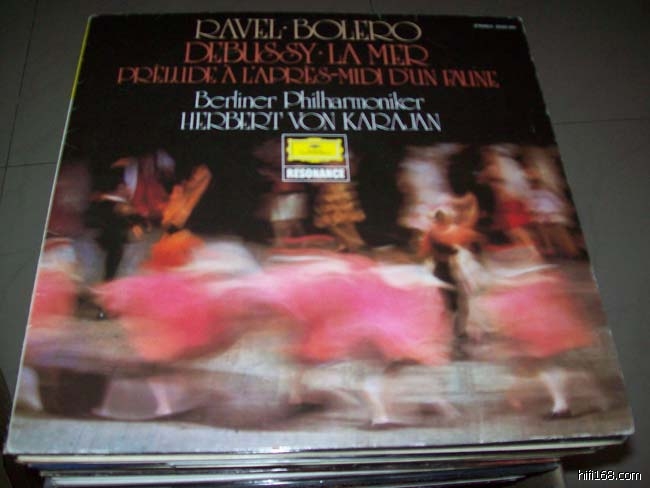 RAVEL · BOLERO
DEBUSSY · LA MER
PRÉLUDE À L'APRÈS-MIDI D'UN FAUNE
Berliner Philharmoniker
HERBERT VON KARAJAN
RESONANCE
hifi168.com